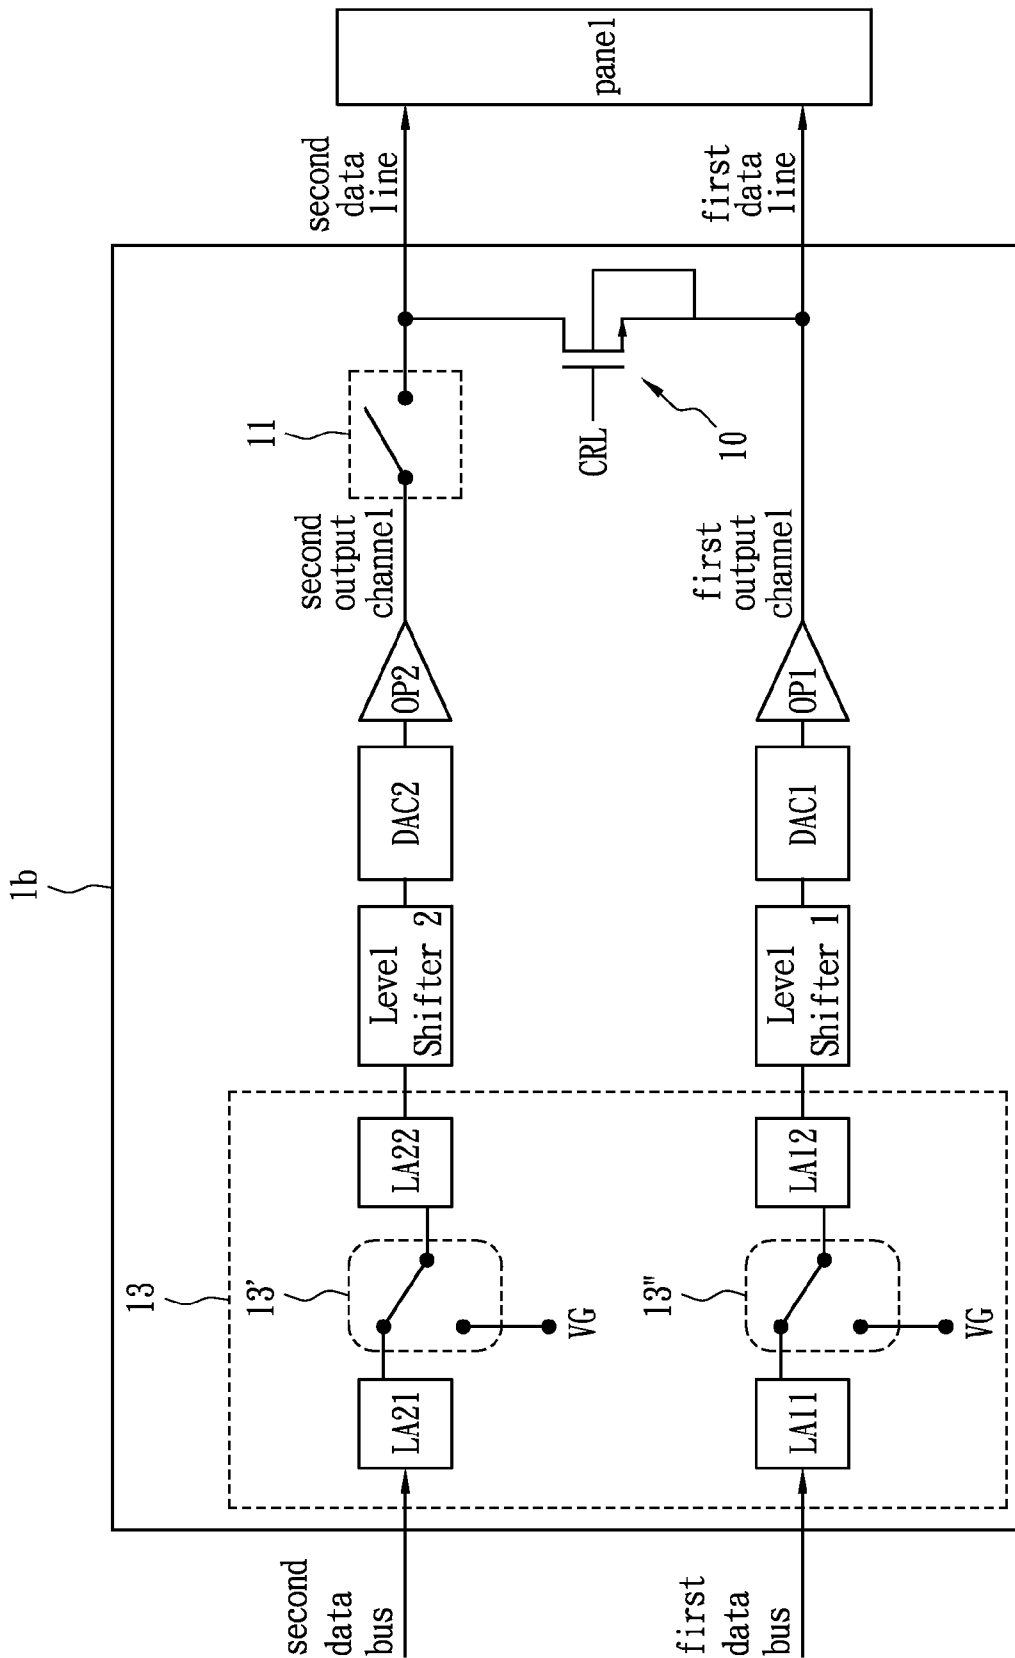 1b
13
second
data
bus
LA21
13'
VG
LA22
Level
Shifter 2
DAC2
OP2
second
output
channel
11
second
data
line
first
data
bus
LA11
13"
VG
LA12
Level
Shifter 1
DAC1
OP1
first
output
channel
CRL
10
first
data
line
panel